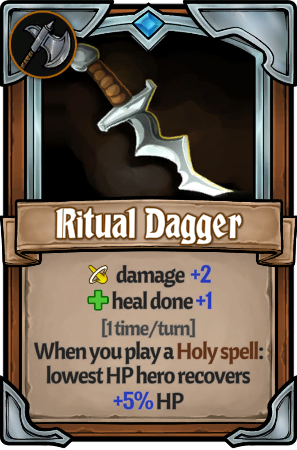 Ritual Dagger
damage +2
heal done +1
[1 time/turn]
When you play a Holy spell:
lowest HP hero recovers
+5% HP